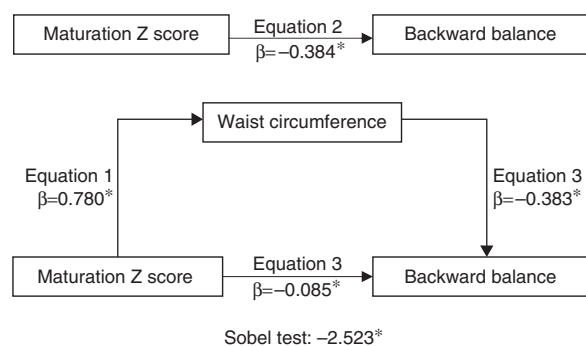 Equation 2
Maturation Z score
Backward balance
β=–0.384*
Waist circumference
Equation 1
β=0.780*
Equation 3
β=–0.383*
Equation 3
Maturation Z score
Backward balance
β=–0.085*
Sobel test: –2.523*